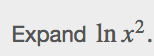 Expand ln x².